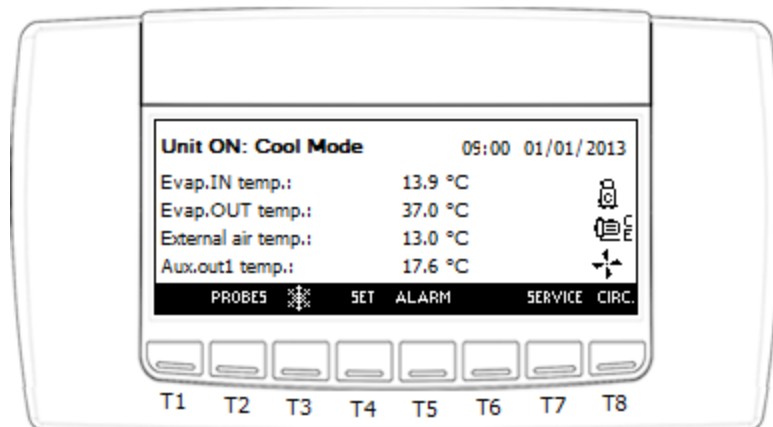 Unit ON: Cool Mode 09:00 01/01/2013
Evap.IN temp.: 13.9 °C
Evap.OUT temp.: 37.0 °C
External air temp.: 13.0 °C
Aux.out1 temp.: 17.6 °C
C
C
E
PROBES SET ALARM SERVICE CIRC.
T1 T2 T3 T4 T5 T6 T7 T8